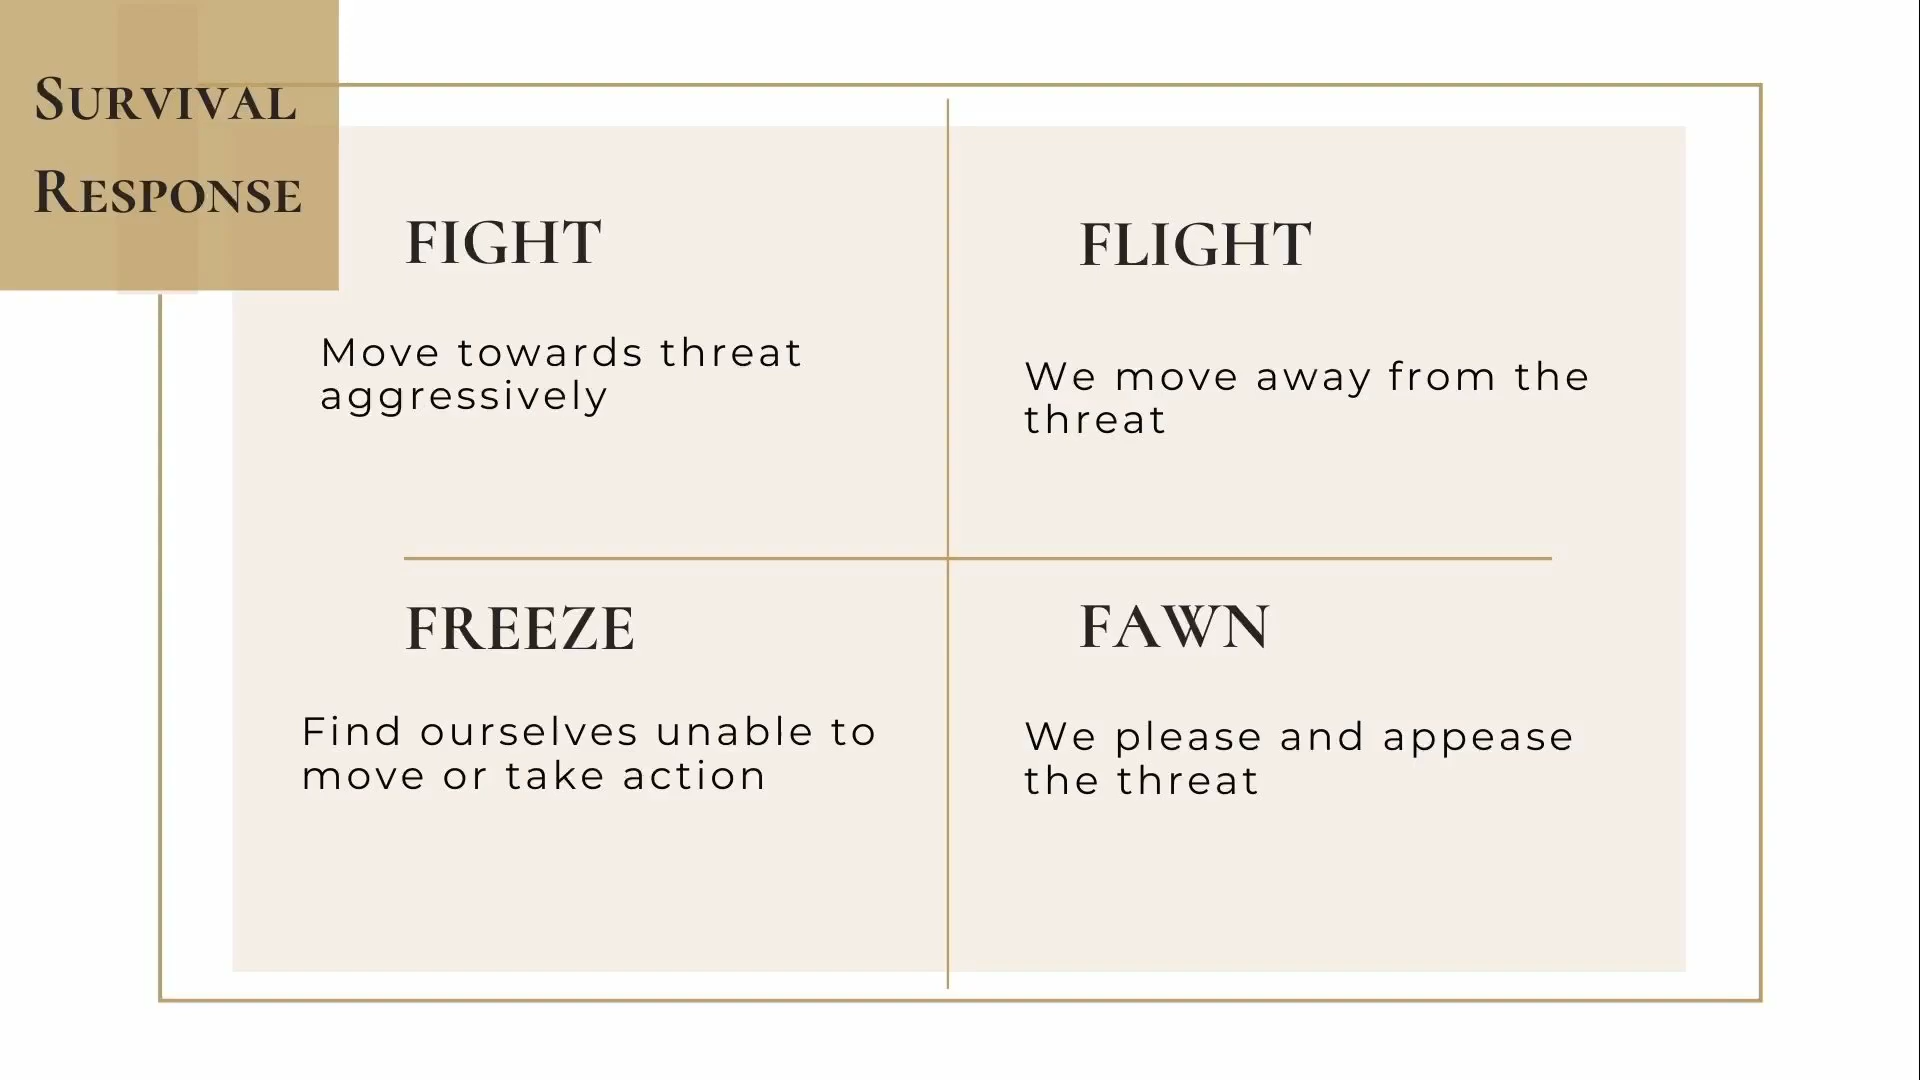 Survival
Response
FIGHT
Move towards threat
aggressively
FLIGHT
We move away from the
threat
FREEZE
Find ourselves unable to
move or take action
FAWN
We please and appease
the threat